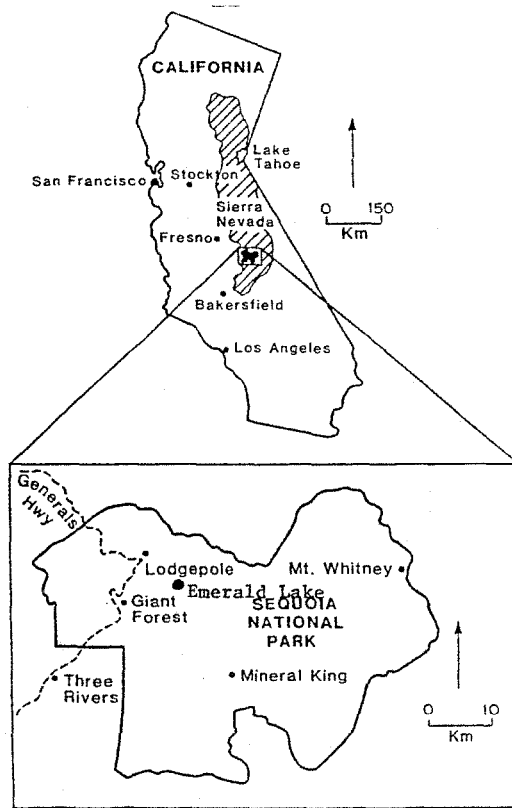 CALIFORNIA
Lake
Tahoe
San Francisco
Stockton
Sierra
Nevada
0 150
Km
Fresno
Bakersfield
Los Angeles
Generals
Hwy
Lodgepole
Mt. Whitney
Emerald Lake
Giant
Forest
SEQUOIA
NATIONAL
PARK
Three
Rivers
Mineral King
0 10
Km